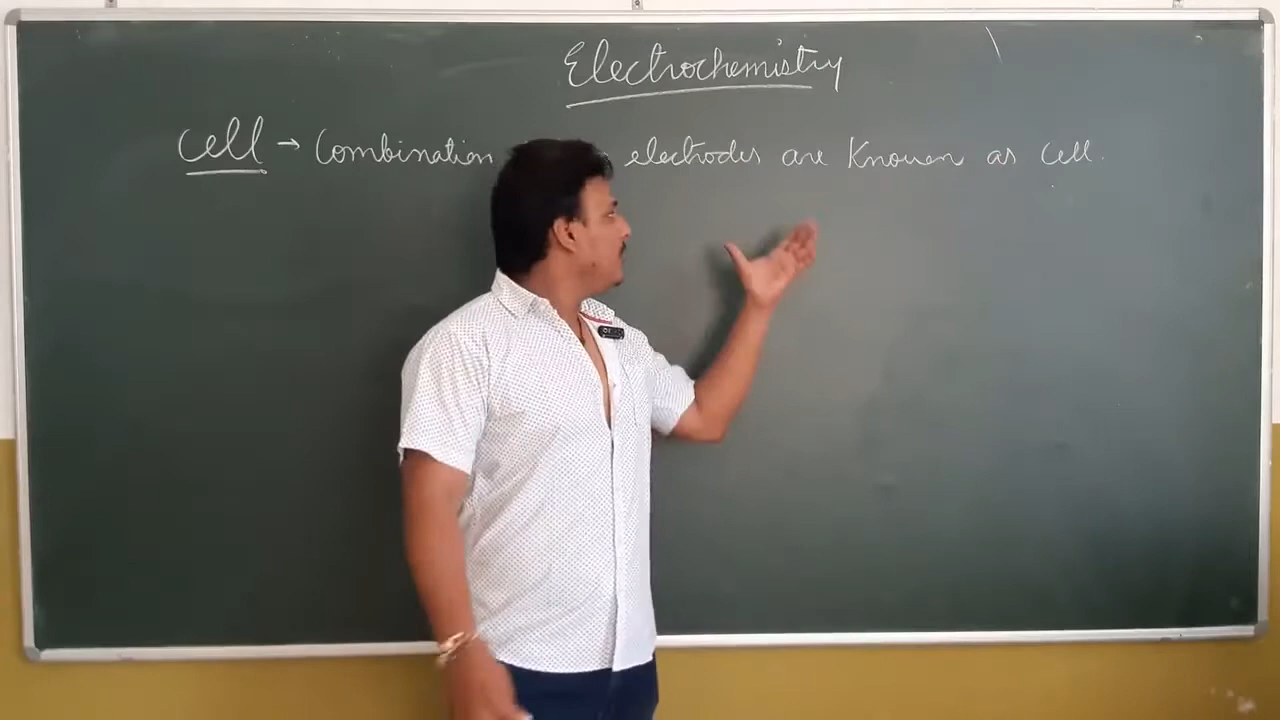 Electrochemistry
Cell → Combination electrodes are Known as Cell.